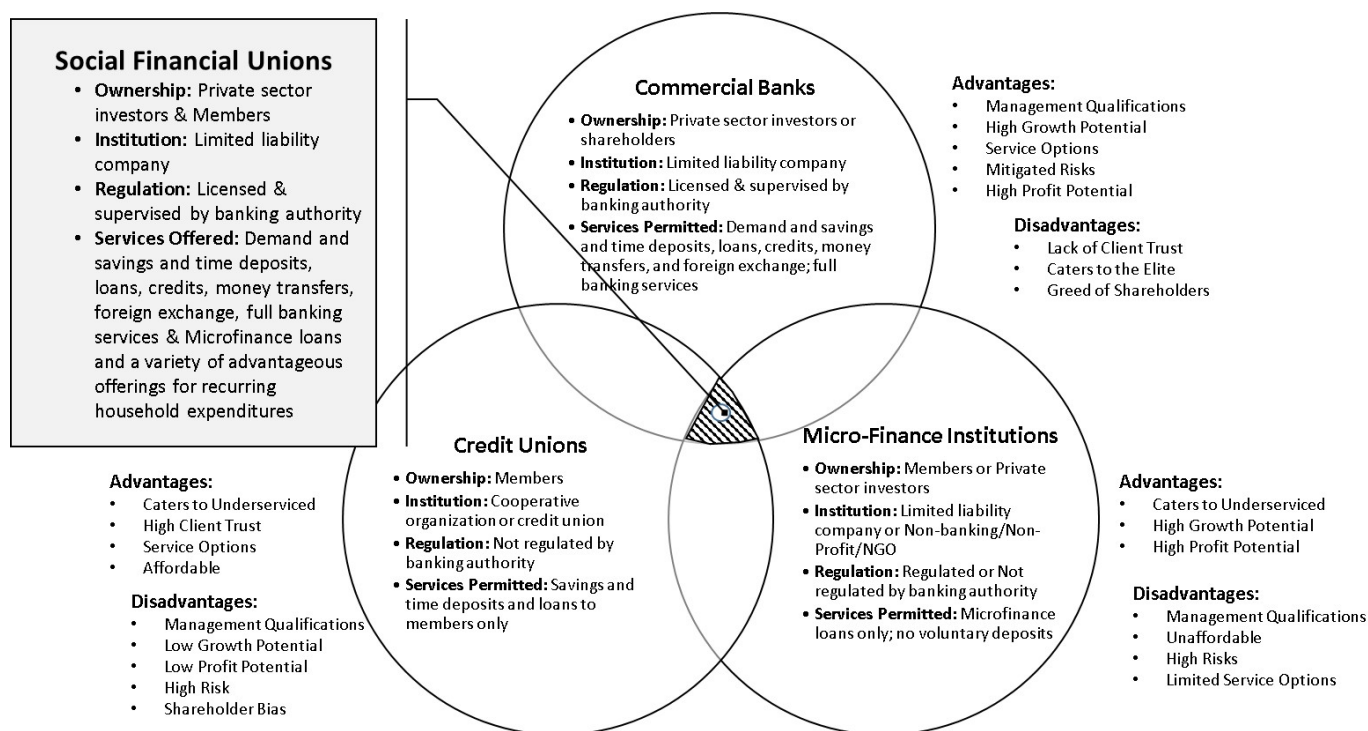 Social Financial Unions
• Ownership: Private sector
investors & Members
• Institution: Limited liability
company
• Regulation: Licensed &
supervised by banking authority
• Services Offered: Demand and
savings and time deposits,
loans, credits, money transfers,
foreign exchange, full banking
services & Microfinance loans
and a variety of advantageous
offerings for recurring
household expenditures
Commercial Banks
• Ownership: Private sector investors or
shareholders
• Institution: Limited liability company
• Regulation: Licensed & supervised by
banking authority
• Services Permitted: Demand and savings
and time deposits, loans, credits, money
transfers, and foreign exchange; full
banking services
Advantages:
• Management Qualifications
• High Growth Potential
• Service Options
• Mitigated Risks
• High Profit Potential
Disadvantages:
• Lack of Client Trust
• Caters to the Elite
• Greed of Shareholders
Credit Unions
• Ownership: Members
• Institution: Cooperative
organization or credit union
• Regulation: Not regulated by
banking authority
• Services Permitted: Savings and
time deposits and loans to
members only
Advantages:
• Caters to Underserviced
• High Client Trust
• Service Options
• Affordable
Disadvantages:
• Management Qualifications
• Low Growth Potential
• Low Profit Potential
• High Risk
• Shareholder Bias
Micro-Finance Institutions
• Ownership: Members or Private
sector investors
• Institution: Limited liability
company or Non-banking/Non-
Profit/NGO
• Regulation: Regulated or Not
regulated by banking authority
• Services Permitted: Microfinance
loans only; no voluntary deposits
Advantages:
• Caters to Underserviced
• High Growth Potential
• High Profit Potential
Disadvantages:
• Management Qualifications
• Unaffordable
• High Risks
• Limited Service Options